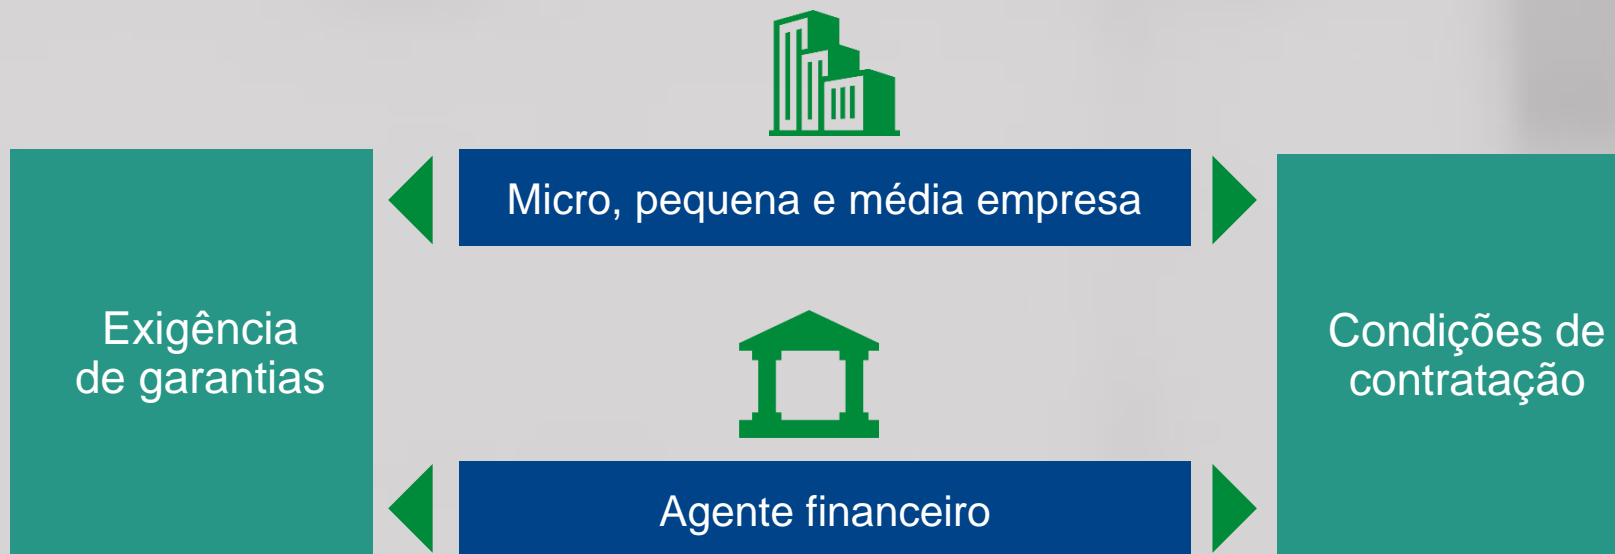 Micro, pequena e média empresa
Exigência
de garantias
Condições de
contratação
Agente financeiro